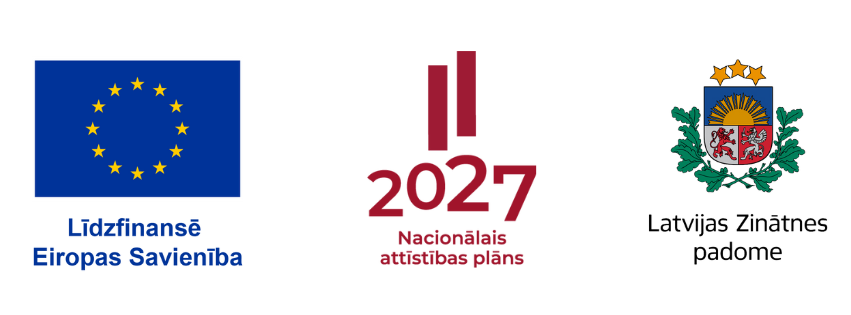 Līdzfinansē
Eiropas Savienība
2027
Nacionālais
attīstības plāns
Latvijas Zinātnes
padome